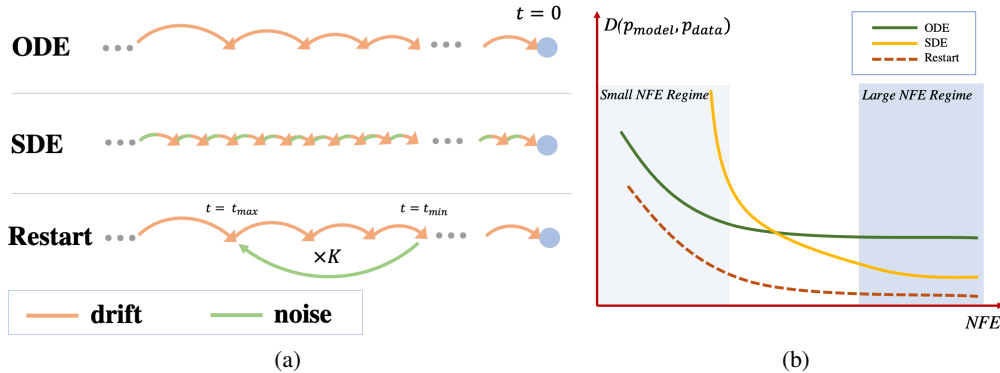 t = 0
ODE
SDE
Restart
t = t_max
t = t_min
×K
drift
noise
(a)
D(p_model, p_data)
ODE
SDE
Restart
Small NFE Regime
Large NFE Regime
NFE
(b)